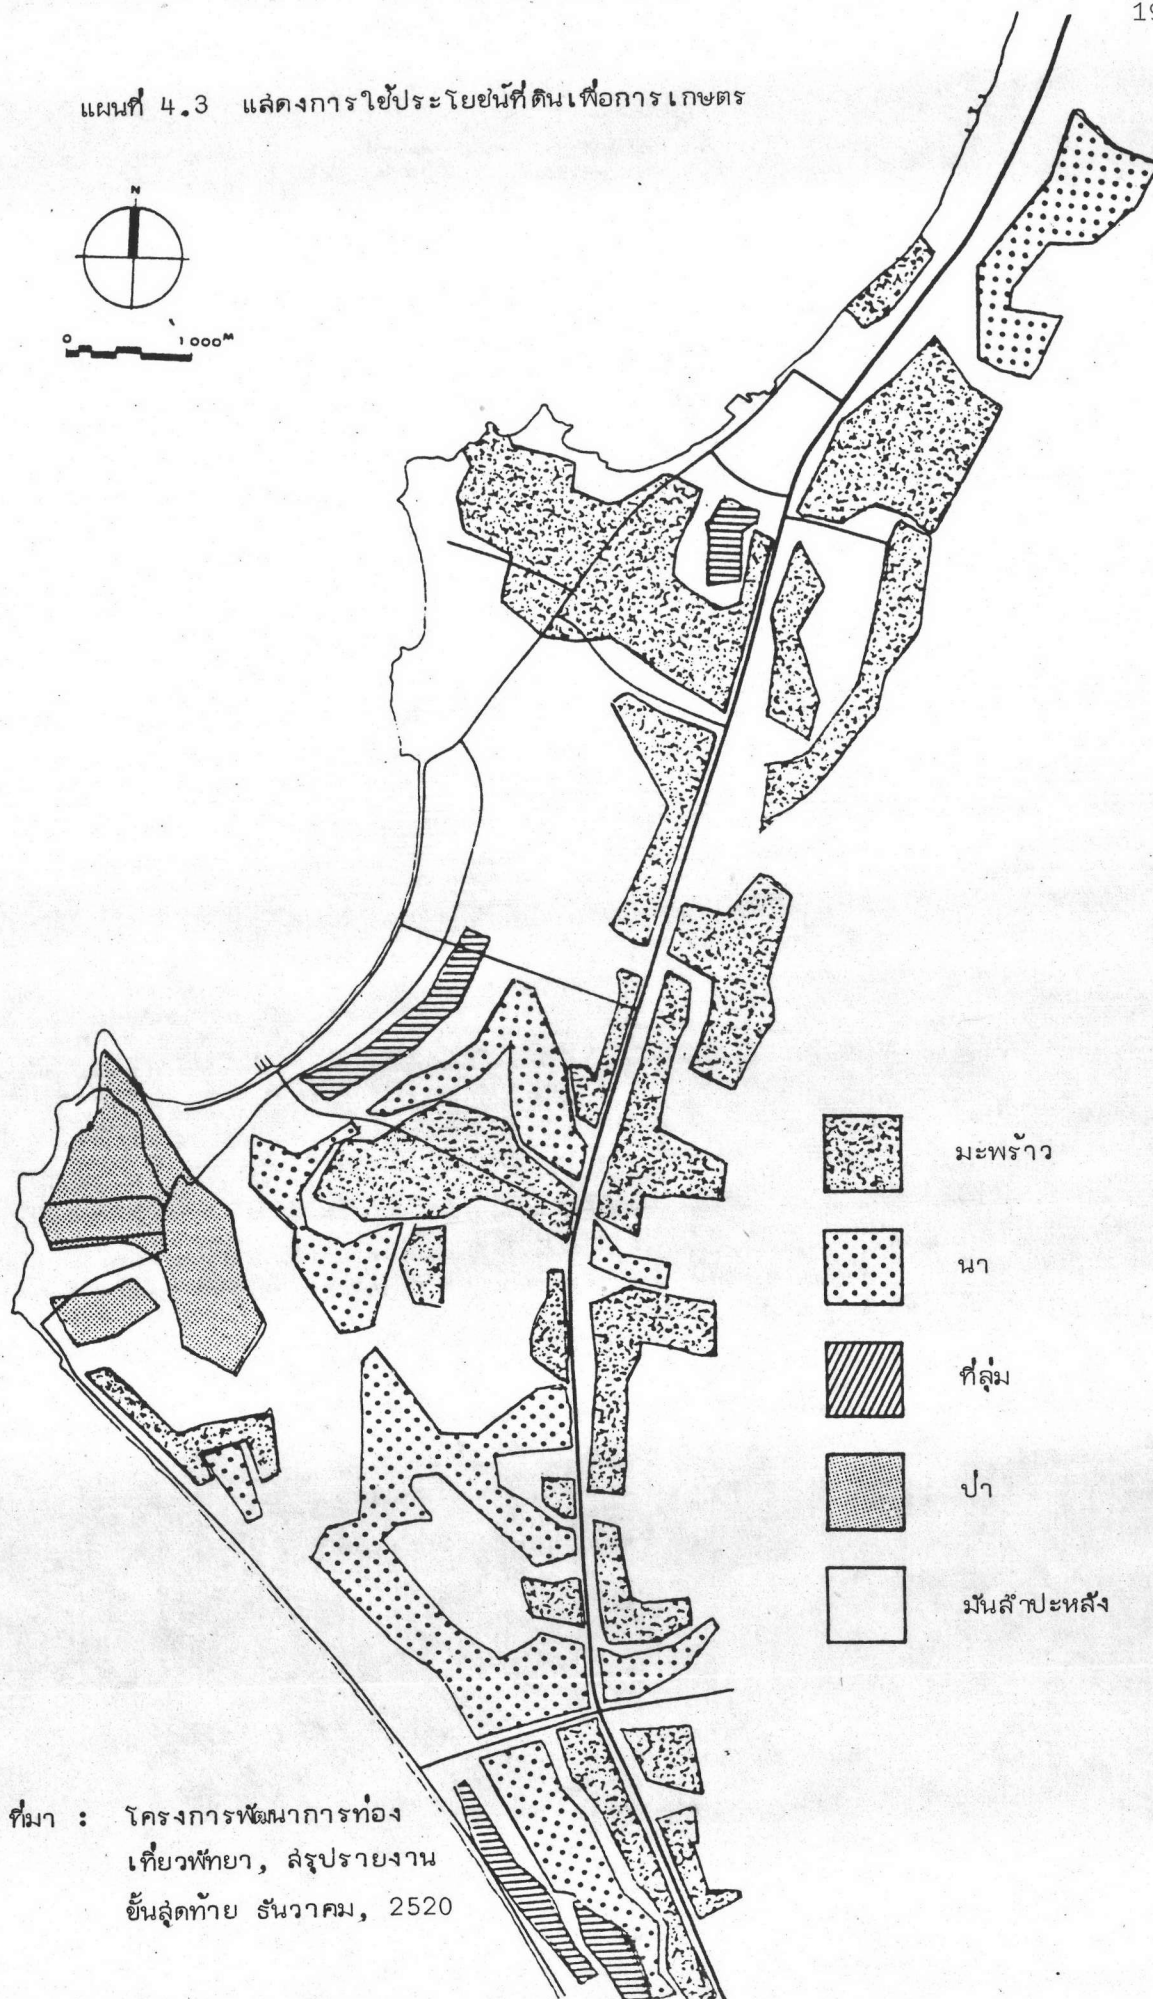 19
แผนที่ 4.3 แสดงการใช้ประโยชน์ที่ดินเพื่อการเกษตร
N
0 1000M
มะพร้าว
นา
ที่ลุ่ม
ป่า
มันสำปะหลัง
ที่มา : โครงการพัฒนาการท่อง
เที่ยวพัทยา, สรุปรายงาน
ขั้นสุดท้าย ธันวาคม, 2520